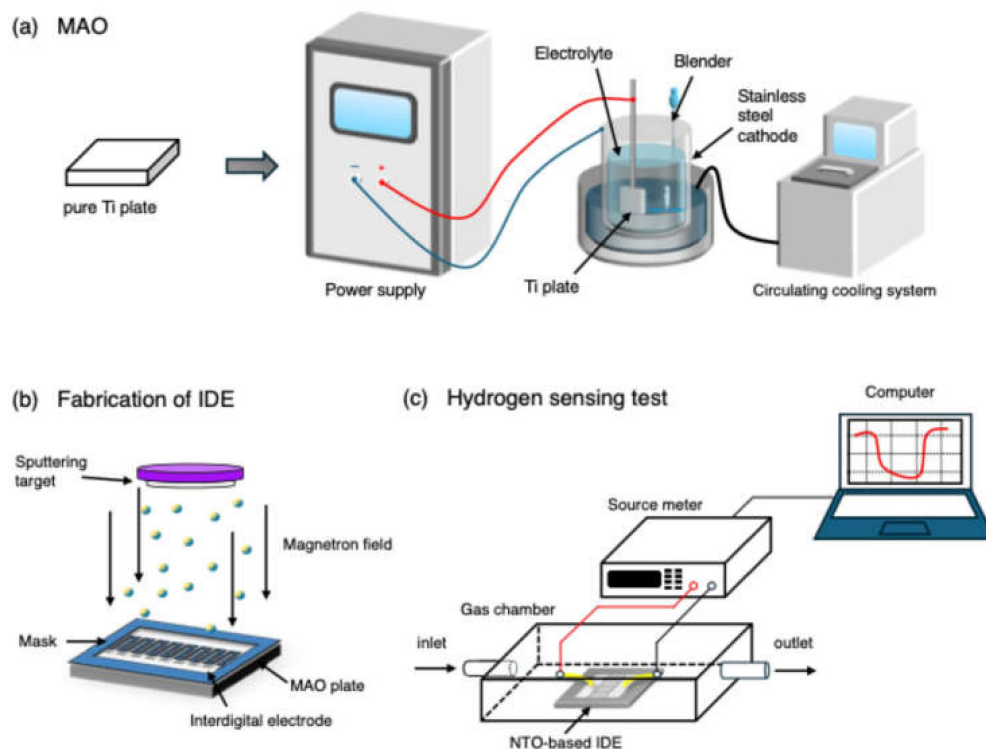 (a) MAO
Electrolyte
Blender
Stainless
steel
cathode
pure Ti plate
− +
Power supply
Ti plate
Circulating cooling system
(b) Fabrication of IDE
Sputtering
target
Magnetron field
Mask
MAO plate
Interdigital electrode
(c) Hydrogen sensing test
Computer
Source meter
Gas chamber
inlet
outlet
NTO-based IDE